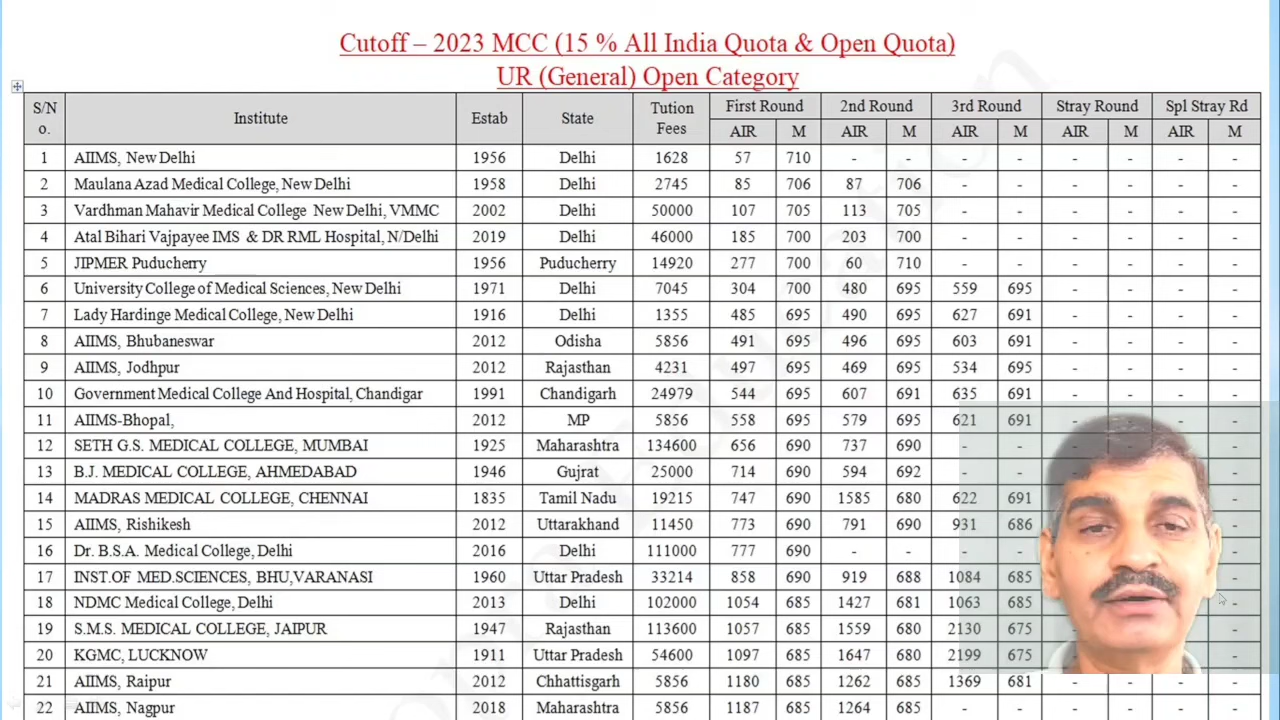 Cutoff – 2023 MCC (15 % All India Quota & Open Quota)
UR (General) Open Category
S/N o. Institute Estab State Tution Fees First Round 2nd Round 3rd Round Stray Round Spl Stray Rd
AIR M AIR M AIR M AIR M AIR M
1 AIIMS, New Delhi 1956 Delhi 1628 57 710 - - - - - - - -
2 Maulana Azad Medical College, New Delhi 1958 Delhi 2745 85 706 87 706 - - - - - -
3 Vardhman Mahavir Medical College New Delhi, VMMC 2002 Delhi 50000 107 705 113 705 - - - - - -
4 Atal Bihari Vajpayee IMS & DR RML Hospital, N/Delhi 2019 Delhi 46000 185 700 203 700 - - - - - -
5 JIPMER Puducherry 1956 Puducherry 14920 277 700 60 710 - - - - - -
6 University College of Medical Sciences, New Delhi 1971 Delhi 7045 304 700 480 695 559 695 - - - -
7 Lady Hardinge Medical College, New Delhi 1916 Delhi 1355 485 695 490 695 627 691 - - - -
8 AIIMS, Bhubaneswar 2012 Odisha 5856 491 695 496 695 603 691 - - - -
9 AIIMS, Jodhpur 2012 Rajasthan 4231 497 695 469 695 534 695 - - - -
10 Government Medical College And Hospital, Chandigar 1991 Chandigarh 24979 544 695 607 691 635 691 - - - -
11 AIIMS-Bhopal, 2012 MP 5856 558 695 579 695 621 691 - - - -
12 SETH G.S. MEDICAL COLLEGE, MUMBAI 1925 Maharashtra 134600 656 690 737 690 - - -
13 B.J. MEDICAL COLLEGE, AHMEDABAD 1946 Gujrat 25000 714 690 594 692 - - -
14 MADRAS MEDICAL COLLEGE, CHENNAI 1835 Tamil Nadu 19215 747 690 1585 680 622 691 -
15 AIIMS, Rishikesh 2012 Uttarakhand 11450 773 690 791 690 931 686 -
16 Dr. B.S.A. Medical College, Delhi 2016 Delhi 111000 777 690 - - - - -
17 INST.OF MED.SCIENCES, BHU,VARANASI 1960 Uttar Pradesh 33214 858 690 919 688 1084 685 -
18 NDMC Medical College, Delhi 2013 Delhi 102000 1054 685 1427 681 1063 685 -
19 S.M.S. MEDICAL COLLEGE, JAIPUR 1947 Rajasthan 113600 1057 685 1559 680 2130 675 -
20 KGMC, LUCKNOW 1911 Uttar Pradesh 54600 1097 685 1647 680 2199 675 -
21 AIIMS, Raipur 2012 Chhattisgarh 5856 1180 685 1262 685 1369 681 - - - -
22 AIIMS, Nagpur 2018 Maharashtra 5856 1187 685 1264 685 - - - - - -